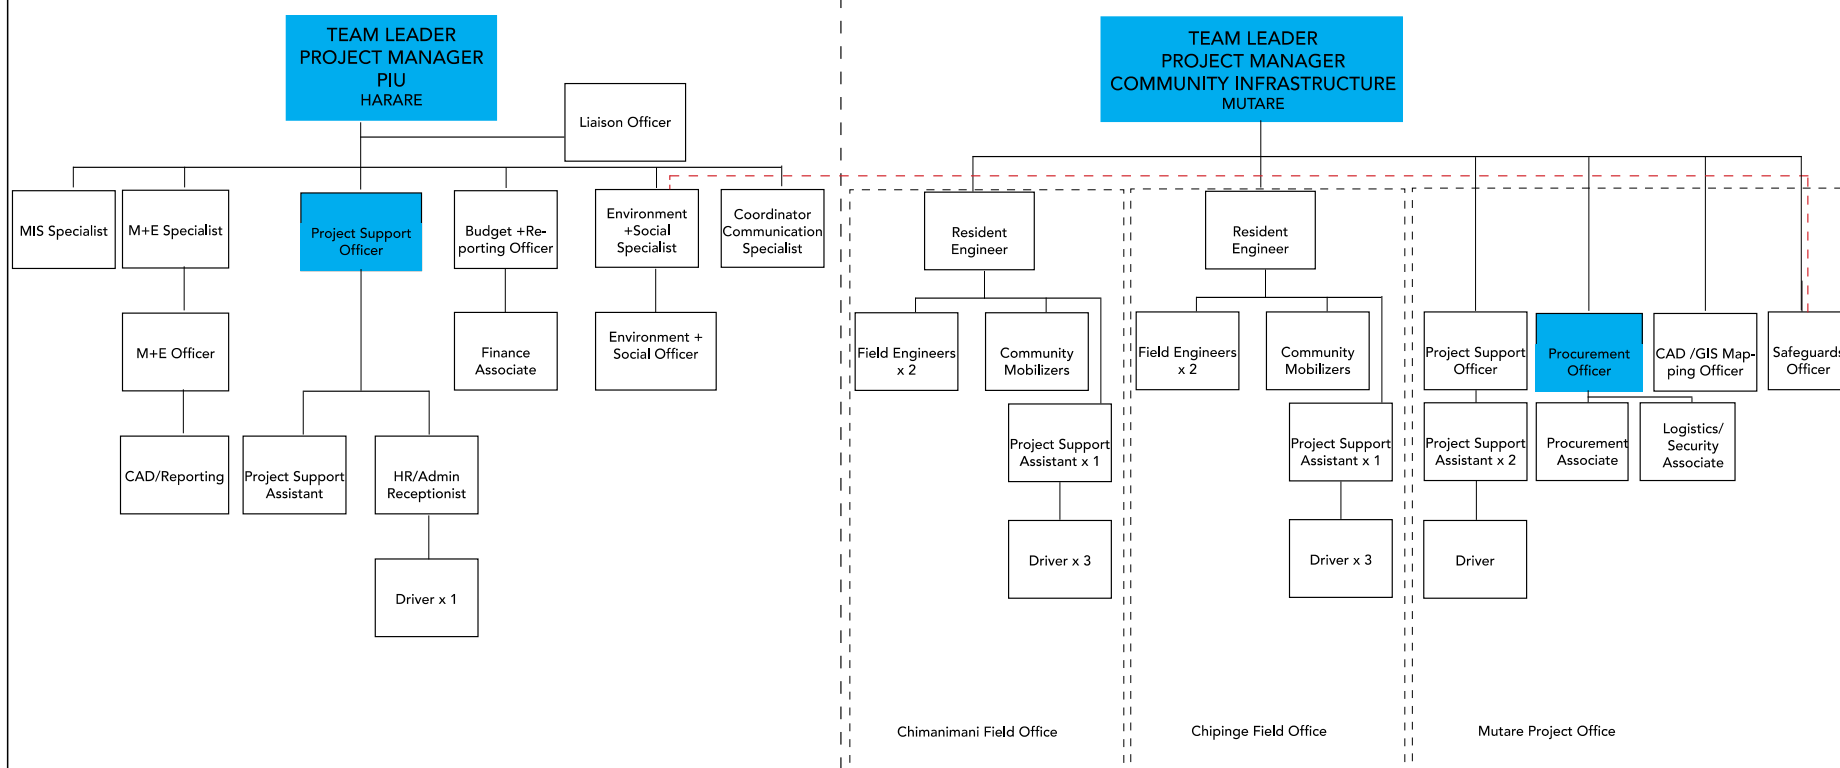 TEAM LEADER
PROJECT MANAGER
PIU
HARARE
Liaison Officer
MIS Specialist
M+E Specialist
Project Support
Officer
Budget +Re-
porting Officer
Environment
+Social
Specialist
Coordinator
Communication
Specialist
M+E Officer
Finance
Associate
Environment +
Social Officer
CAD/Reporting
Project Support
Assistant
HR/Admin
Receptionist
Driver x 1
TEAM LEADER
PROJECT MANAGER
COMMUNITY INFRASTRUCTURE
MUTARE
Resident
Engineer
Field Engineers
x 2
Community
Mobilizers
Project Support
Assistant x 1
Driver x 3
Chimanimani Field Office
Resident
Engineer
Field Engineers
x 2
Community
Mobilizers
Project Support
Assistant x 1
Driver x 3
Chipinge Field Office
Project Support
Officer
Procurement
Officer
CAD /GIS Map-
ping Officer
Safeguards
Officer
Project Support
Assistant x 2
Procurement
Associate
Logistics/
Security
Associate
Driver
Mutare Project Office